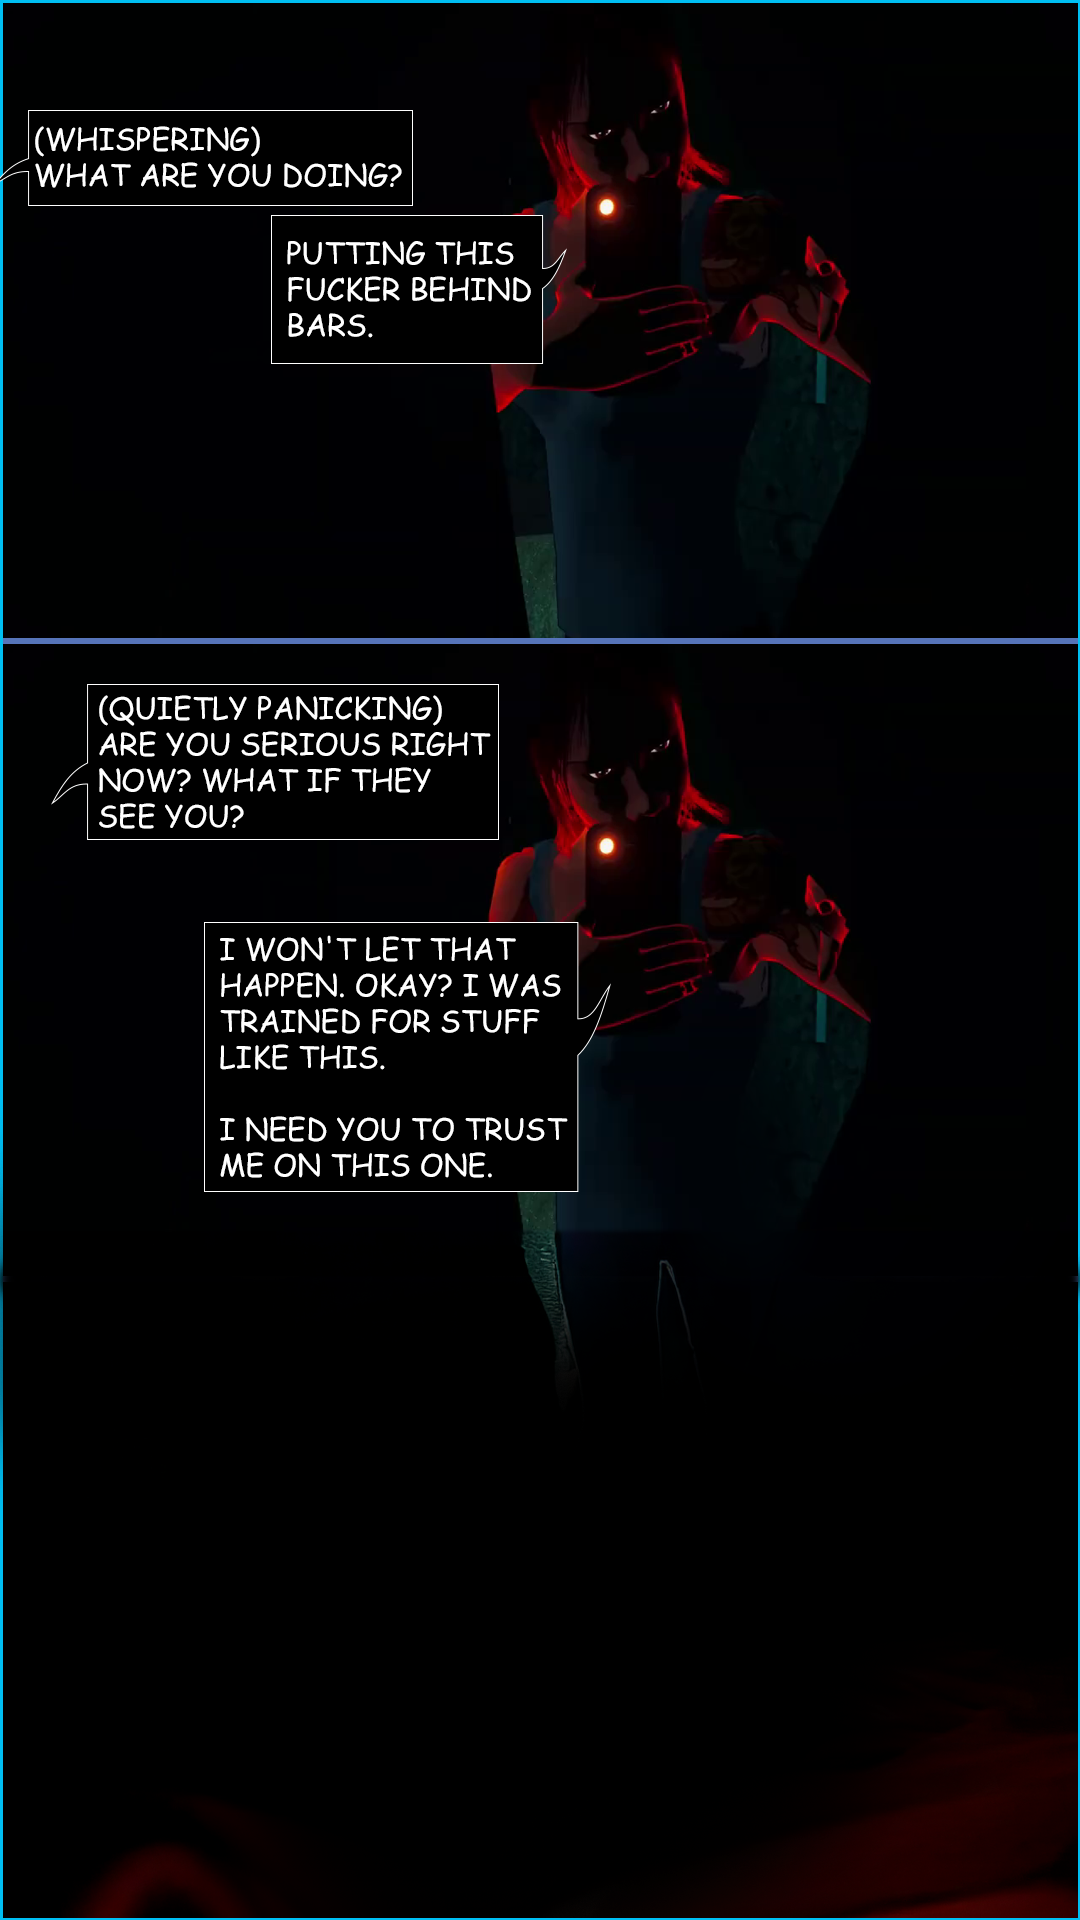 (WHISPERING)
WHAT ARE YOU DOING?
PUTTING THIS
FUCKER BEHIND
BARS.
(QUIETLY PANICKING)
ARE YOU SERIOUS RIGHT
NOW? WHAT IF THEY
SEE YOU?
I WON'T LET THAT
HAPPEN. OKAY? I WAS
TRAINED FOR STUFF
LIKE THIS.
I NEED YOU TO TRUST
ME ON THIS ONE.